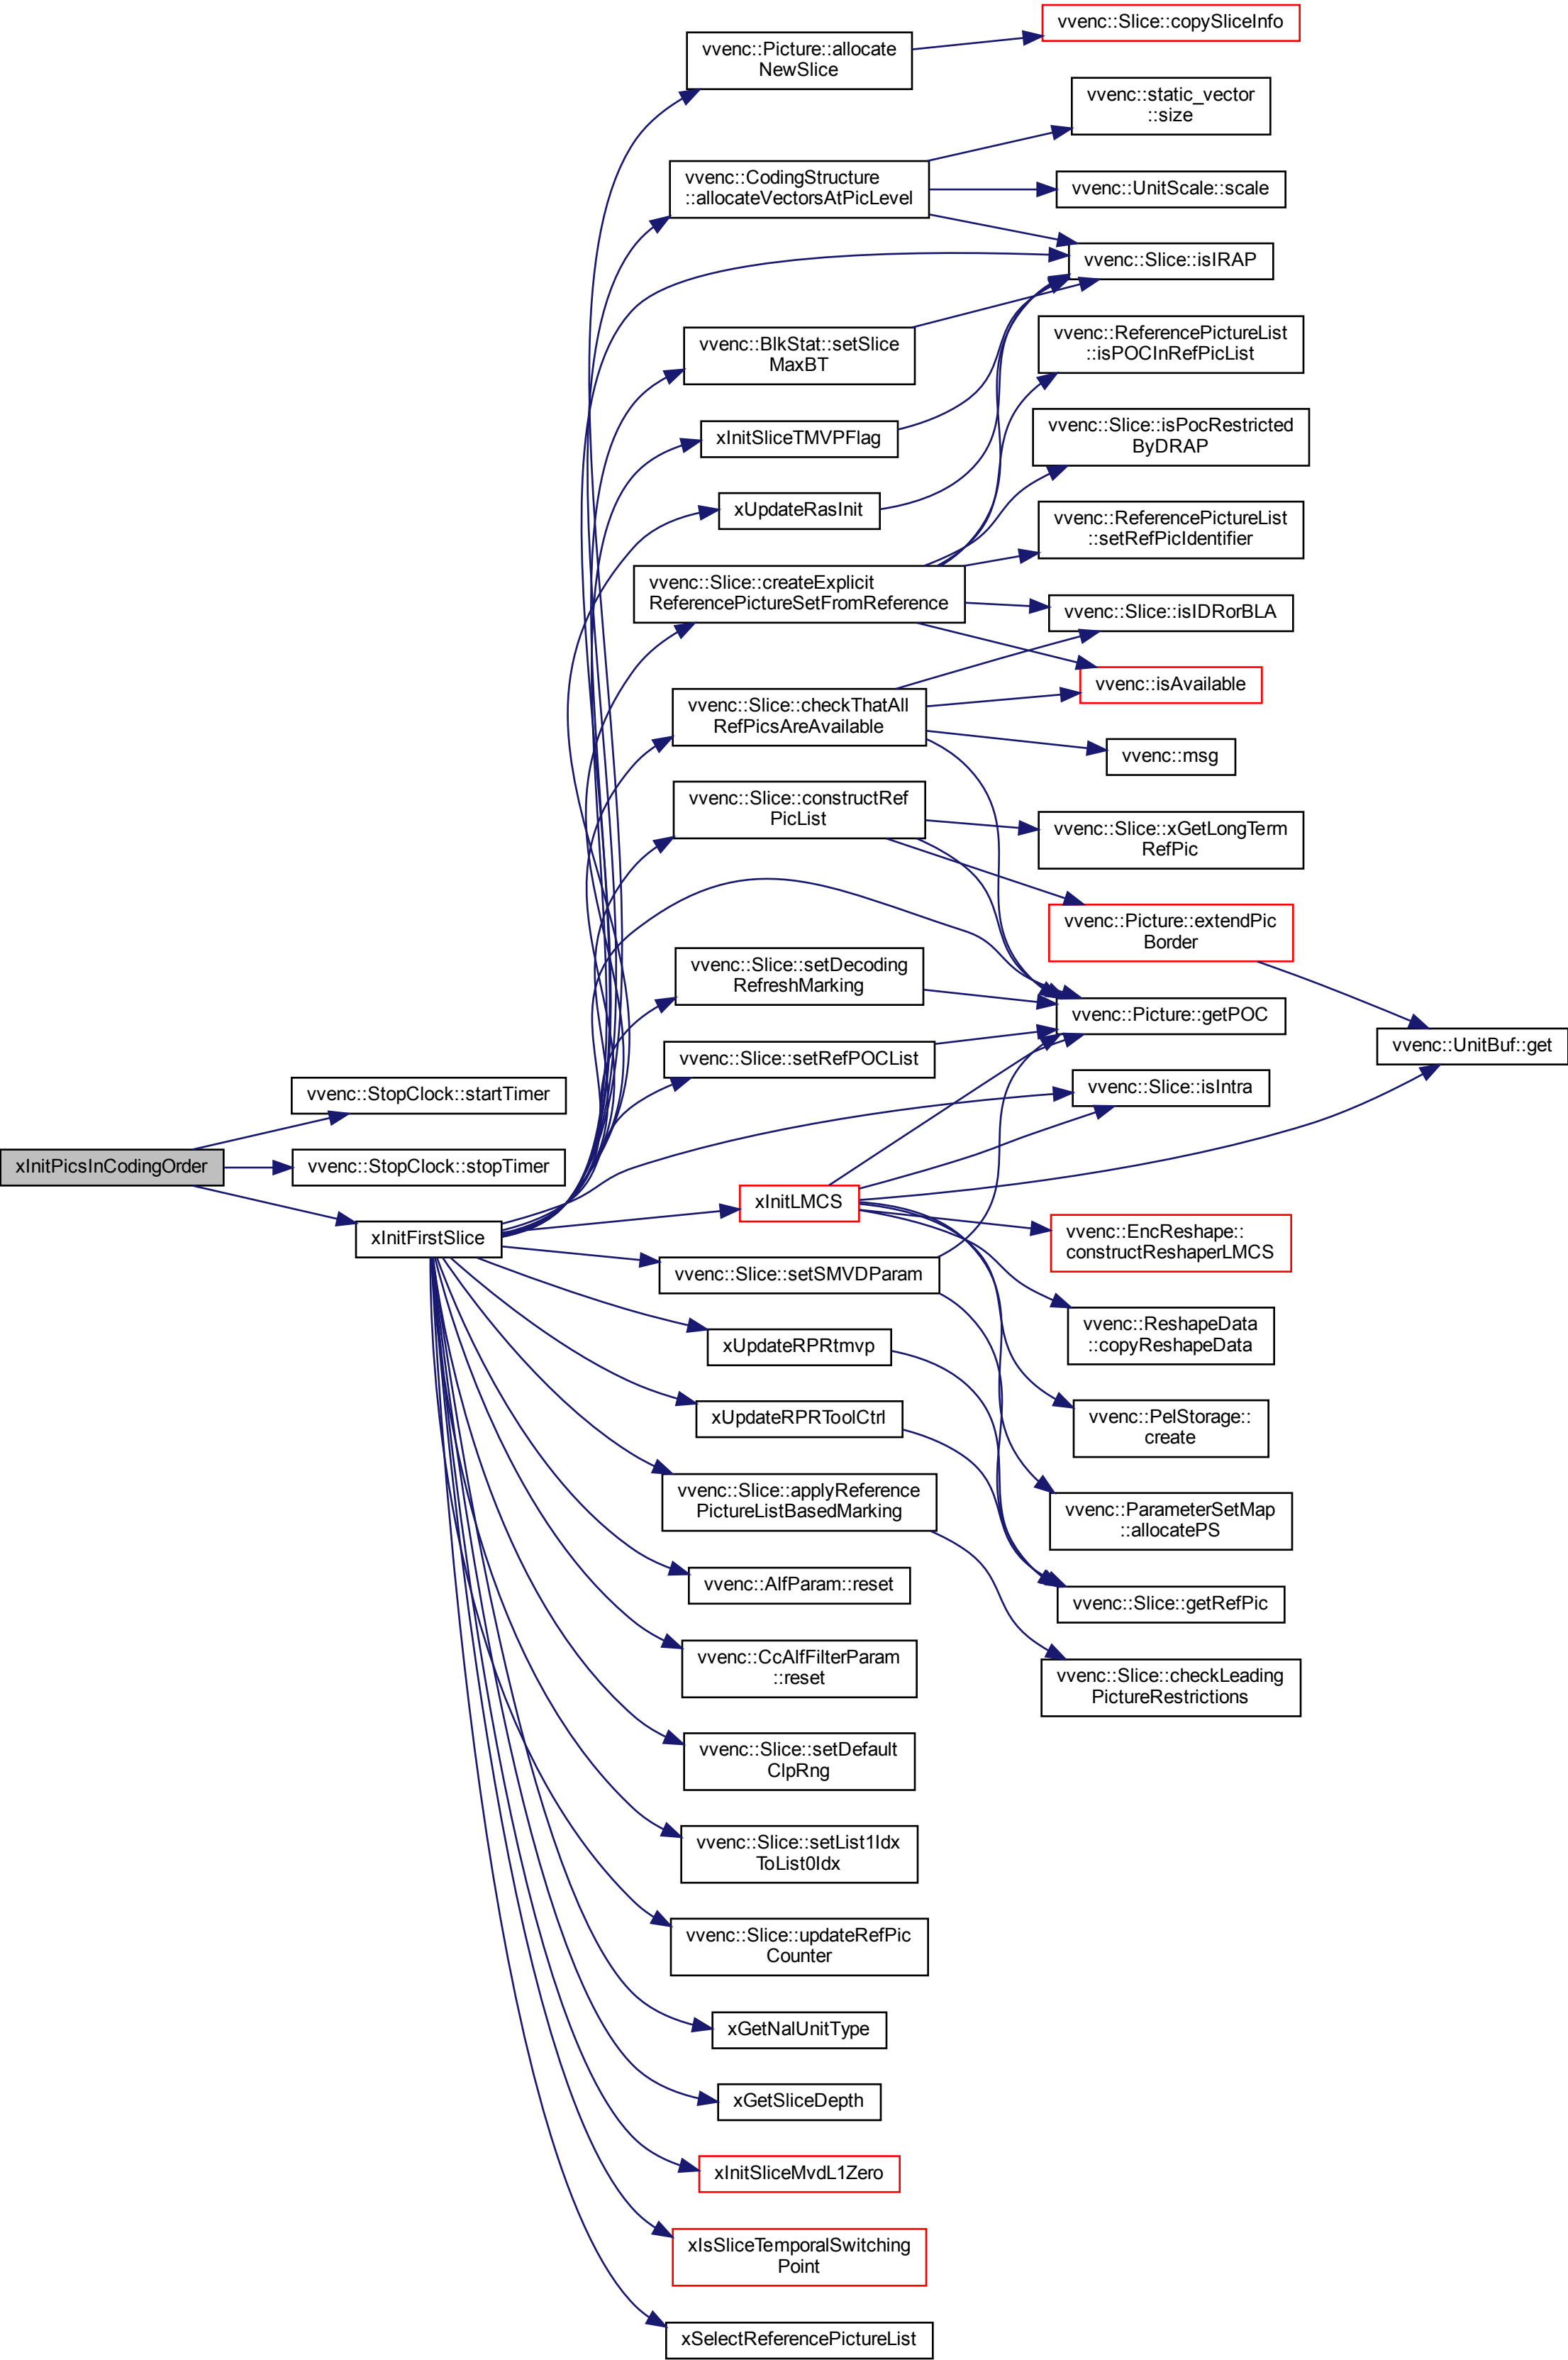 xInitPicsInCodingOrder
vvenc::StopClock::startTimer
vvenc::StopClock::stopTimer
xInitFirstSlice
vvenc::Picture::allocate
NewSlice
vvenc::CodingStructure
::allocateVectorsAtPicLevel
vvenc::BlkStat::setSlice
MaxBT
xInitSliceTMVPFlag
xUpdateRasInit
vvenc::Slice::createExplicit
ReferencePictureSetFromReference
vvenc::Slice::checkThatAll
RefPicsAreAvailable
vvenc::Slice::constructRef
PicList
vvenc::Slice::setDecoding
RefreshMarking
vvenc::Slice::setRefPOCList
xInitLMCS
vvenc::Slice::setSMVDParam
xUpdateRPRtmvp
xUpdateRPRToolCtrl
vvenc::Slice::applyReference
PictureListBasedMarking
vvenc::AlfParam::reset
vvenc::CcAlfFilterParam
::reset
vvenc::Slice::setDefault
ClpRng
vvenc::Slice::setList1Idx
ToList0Idx
vvenc::Slice::updateRefPic
Counter
xGetNalUnitType
xGetSliceDepth
xInitSliceMvdL1Zero
xIsSliceTemporalSwitching
Point
xSelectReferencePictureList
vvenc::Slice::copySliceInfo
vvenc::static_vector
::size
vvenc::UnitScale::scale
vvenc::Slice::isIRAP
vvenc::ReferencePictureList
::isPOCInRefPicList
vvenc::Slice::isPocRestricted
ByDRAP
vvenc::ReferencePictureList
::setRefPicIdentifier
vvenc::Slice::isIDRorBLA
vvenc::isAvailable
vvenc::msg
vvenc::Slice::xGetLongTerm
RefPic
vvenc::Picture::extendPic
Border
vvenc::Picture::getPOC
vvenc::Slice::isIntra
vvenc::EncReshape::
constructReshaperLMCS
vvenc::ReshapeData
::copyReshapeData
vvenc::PelStorage::
create
vvenc::ParameterSetMap
::allocatePS
vvenc::Slice::getRefPic
vvenc::Slice::checkLeading
PictureRestrictions
vvenc::UnitBuf::get